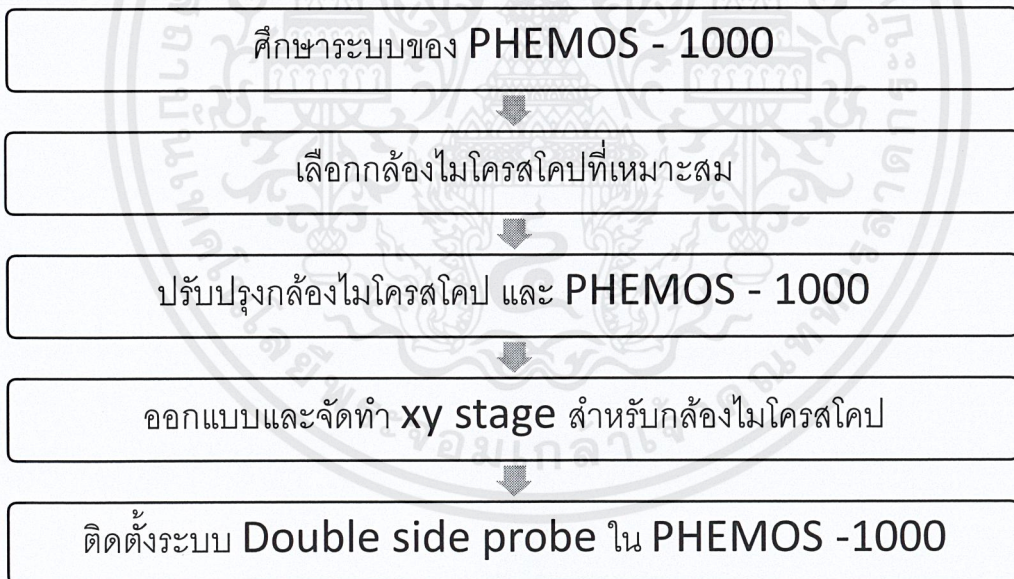 ศึกษาระบบของ PHEMOS - 1000
เลือกกล้องไมโครสโคปที่เหมาะสม
ปรับปรุงกล้องไมโครสโคป และ PHEMOS - 1000
ออกแบบและจัดทำ xy stage สำหรับกล้องไมโครสโคป
ติดตั้งระบบ Double side probe ใน PHEMOS -1000